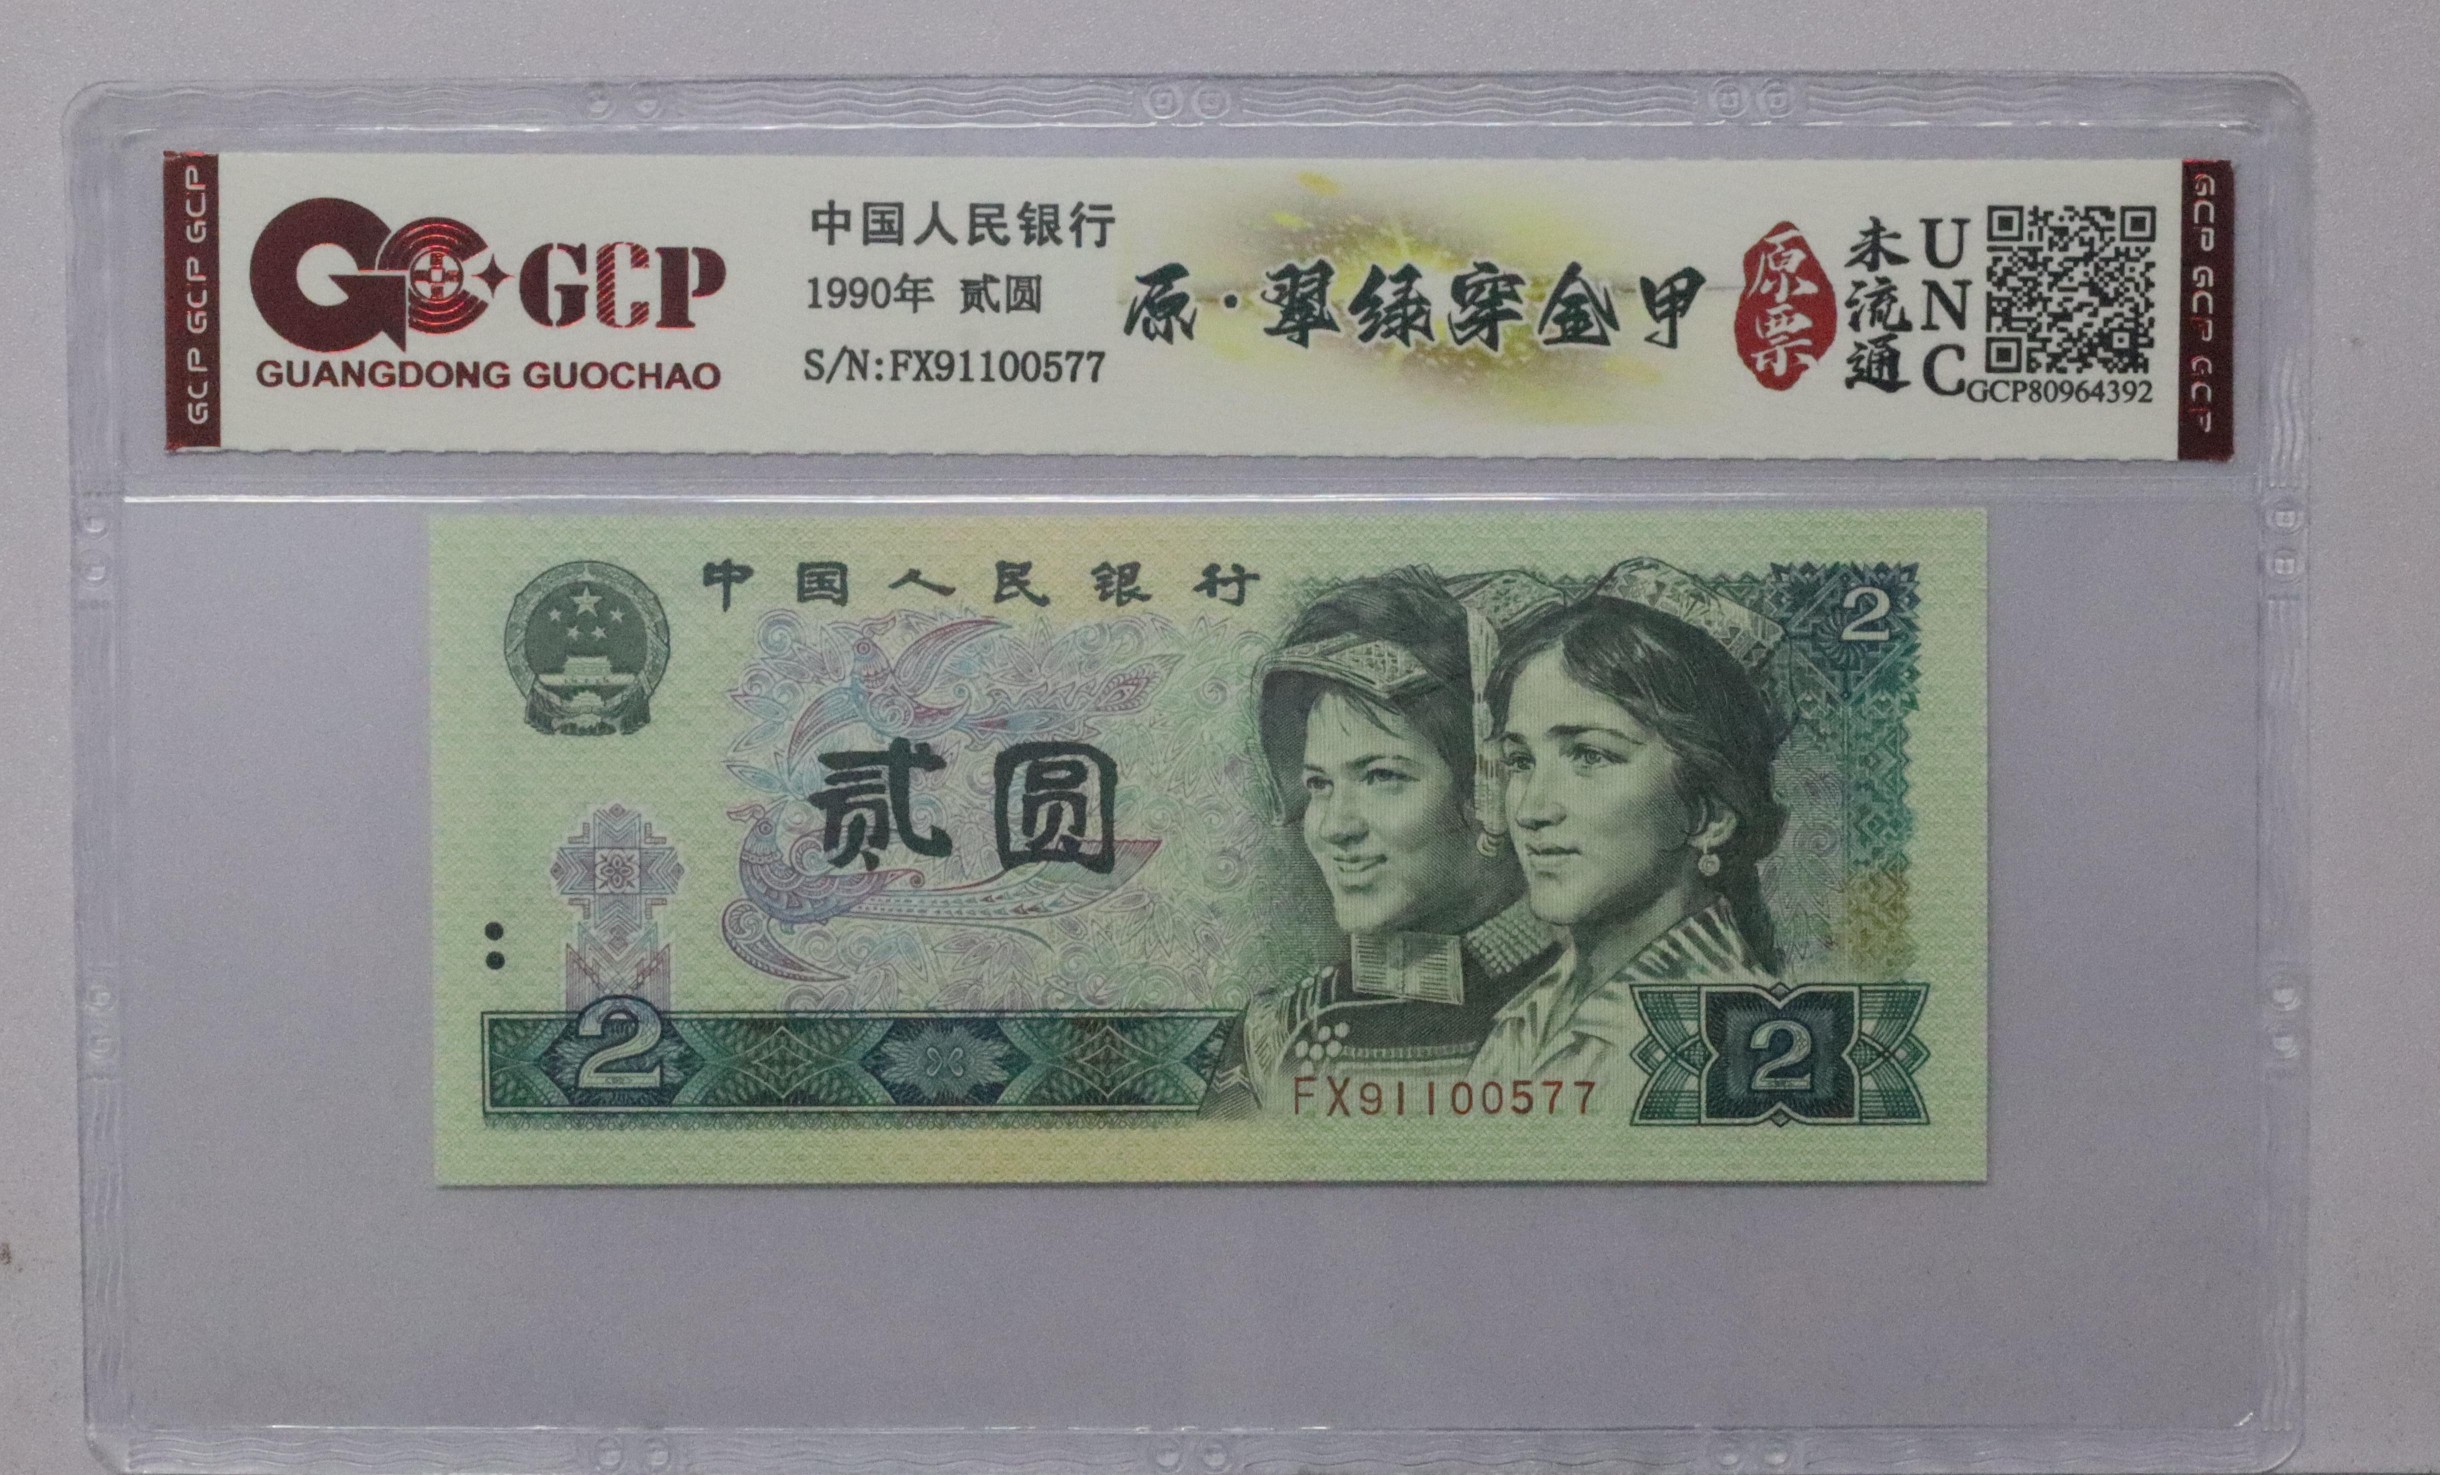 GCP GCP GCP
GCP
GUANGDONG GUOCHAO
中国人民银行
1990年 贰圆
S/N:FX91100577
原·翠绿穿金甲
原票
未流通
UNC
GCP80964392
GCP GCP GCP
中国人民银行
2
贰圆
2
FX91100577
2